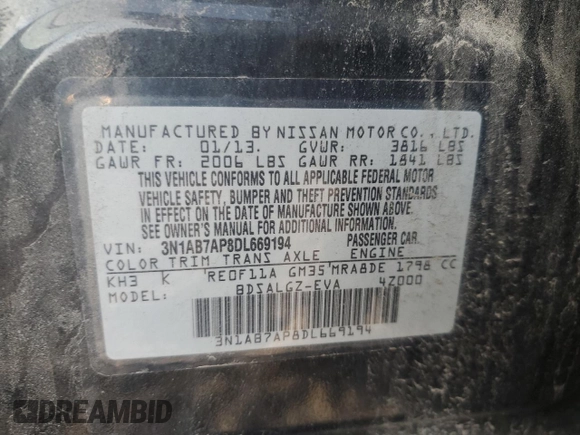 MANUFACTURED BY NISSAN MOTOR CO., LTD.
DATE: 01/13. GVWR: 3816 LBS
GAWR FR: 2006 LBS GAWR RR: 1841 LBS
THIS VEHICLE CONFORMS TO ALL APPLICABLE FEDERAL MOTOR
VEHICLE SAFETY, BUMPER AND THEFT PREVENTION STANDARDS
IN EFFECT ON THE DATE OF MANUFACTURE SHOWN ABOVE.
SEE OWNER'S MANUAL FOR ADDITIONAL INFORMATION.
VIN: 3N1AB7AP8DL669194 PASSENGER CAR
COLOR TRIM TRANS AXLE ENGINE
KH3 K 'RE0F11A GM35'MRA8DE 1798 CC
MODEL: BDSALGZ-EVA 4Z000
3N1AB7AP8DL669194
DREAMBID